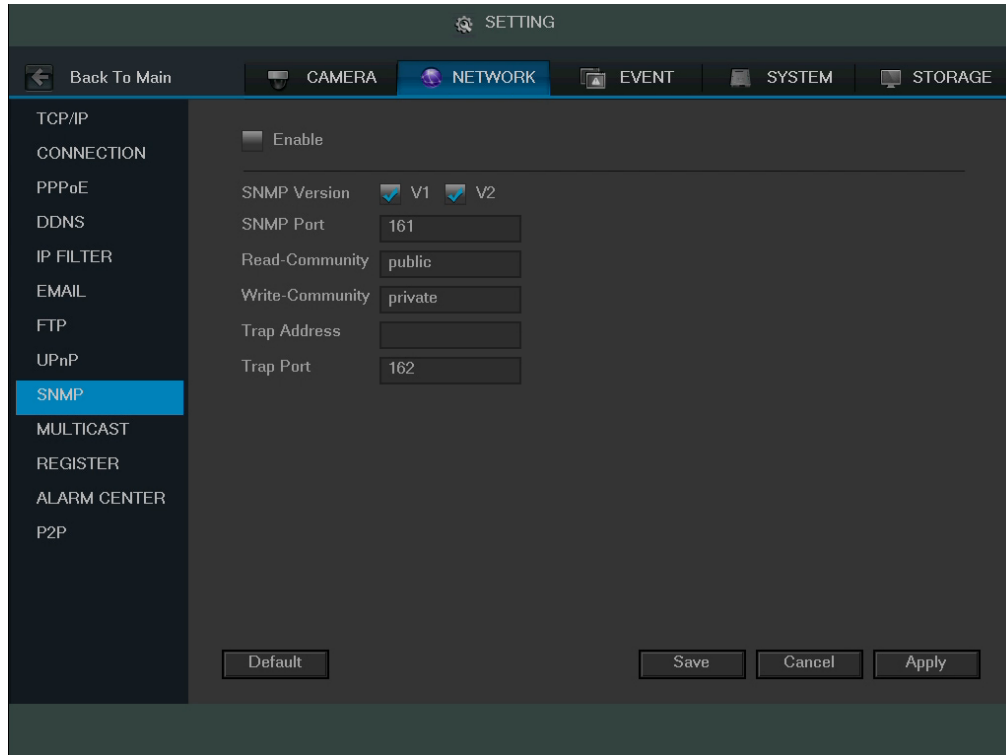 SETTING
Back To Main CAMERA NETWORK EVENT SYSTEM STORAGE
TCP/IP
CONNECTION
PPPoE
DDNS
IP FILTER
EMAIL
FTP
UPnP
SNMP
MULTICAST
REGISTER
ALARM CENTER
P2P
Enable
SNMP Version V1 V2
SNMP Port 161
Read-Community public
Write-Community private
Trap Address
Trap Port 162
Default Save Cancel Apply